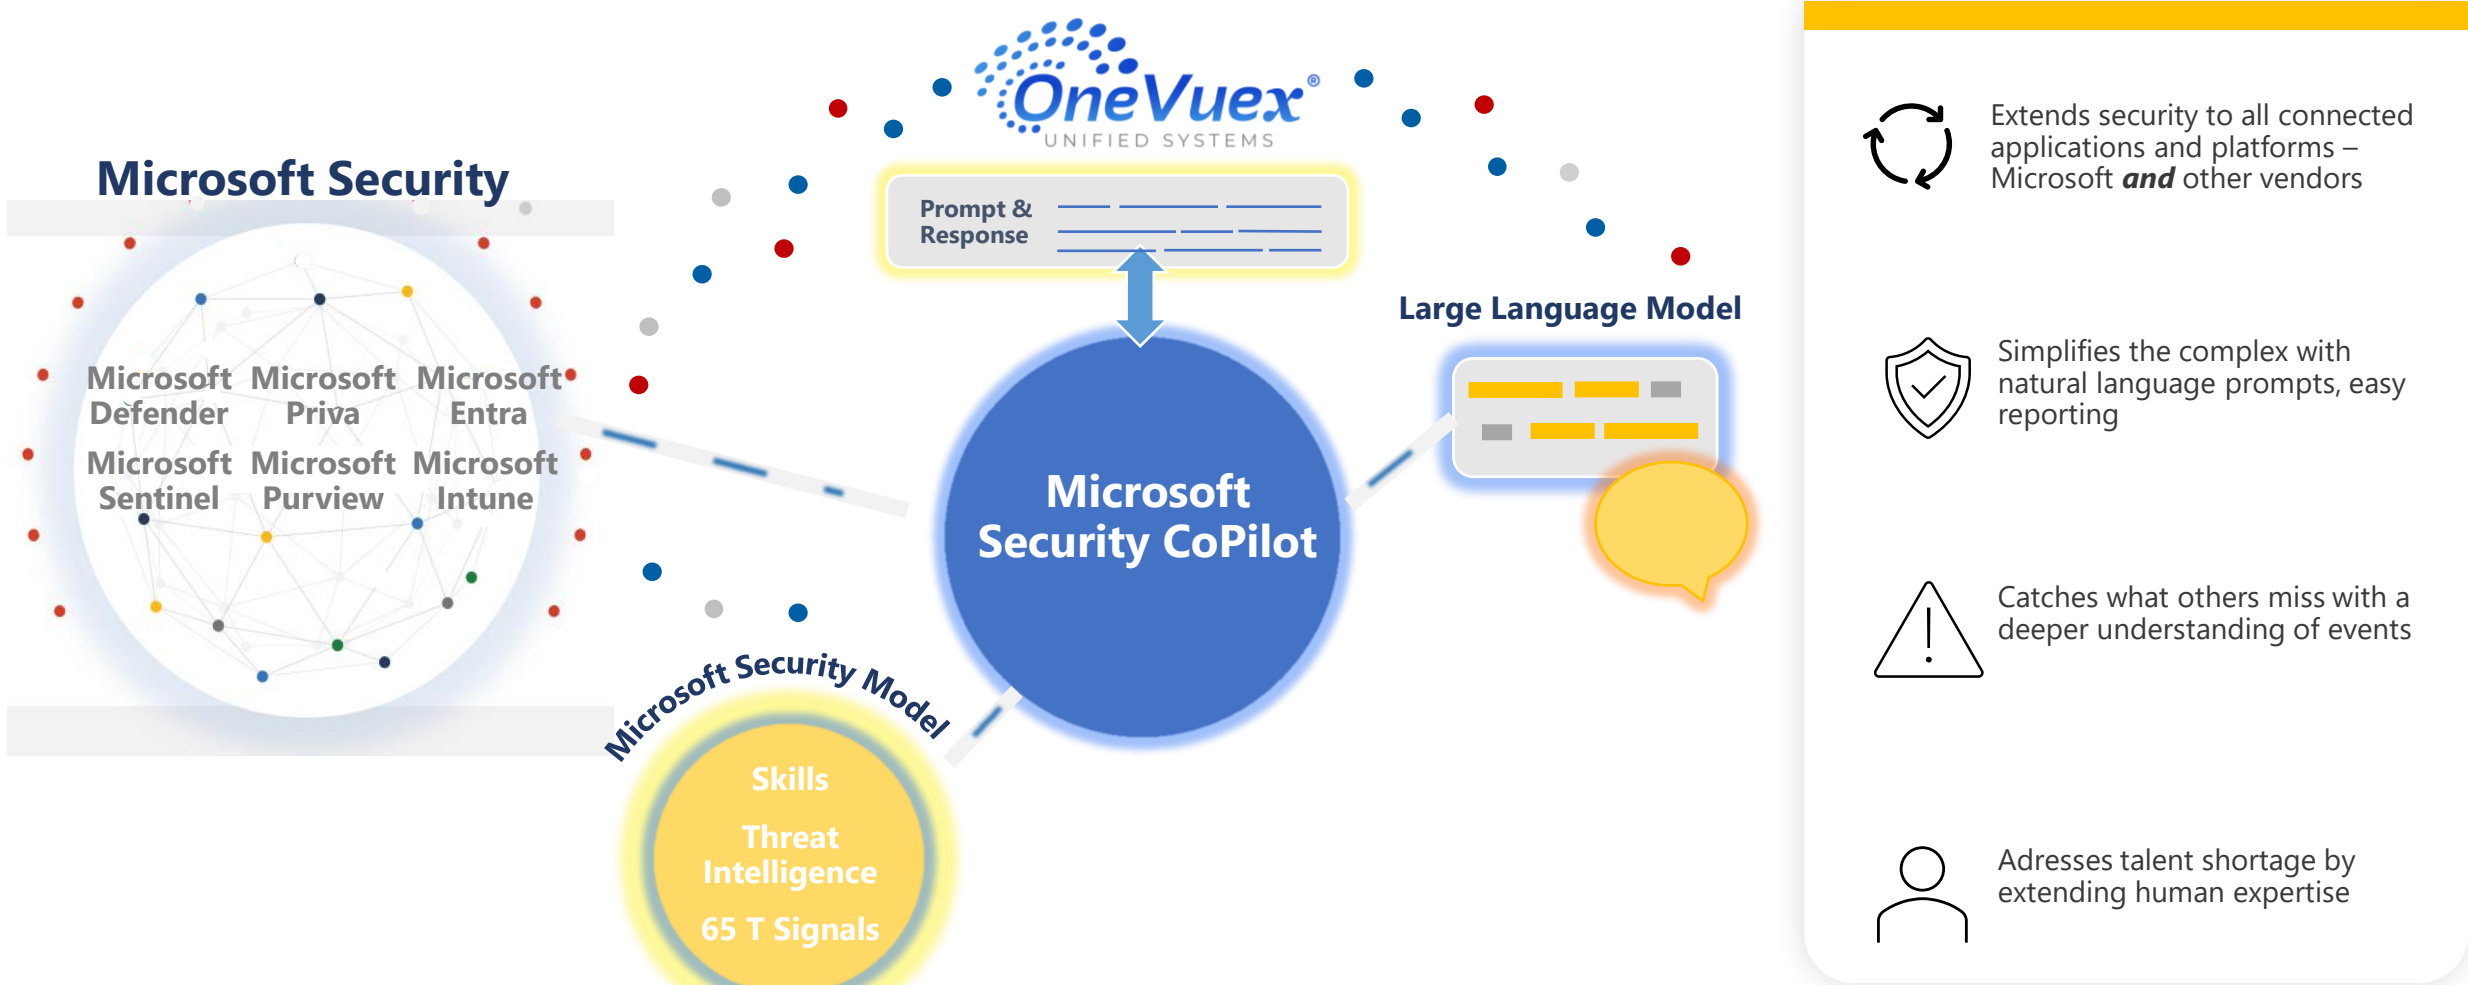 OneVuex®
UNIFIED SYSTEMS
Microsoft Security
Microsoft Defender
Microsoft Priva
Microsoft Entra
Microsoft Sentinel
Microsoft Purview
Microsoft Intune
Prompt &
Response
Large Language Model
Microsoft
Security CoPilot
Microsoft Security Model
Skills
Threat
Intelligence
65 T Signals
Extends security to all connected
applications and platforms –
Microsoft and other vendors
Simplifies the complex with
natural language prompts, easy
reporting
Catches what others miss with a
deeper understanding of events
Adresses talent shortage by
extending human expertise